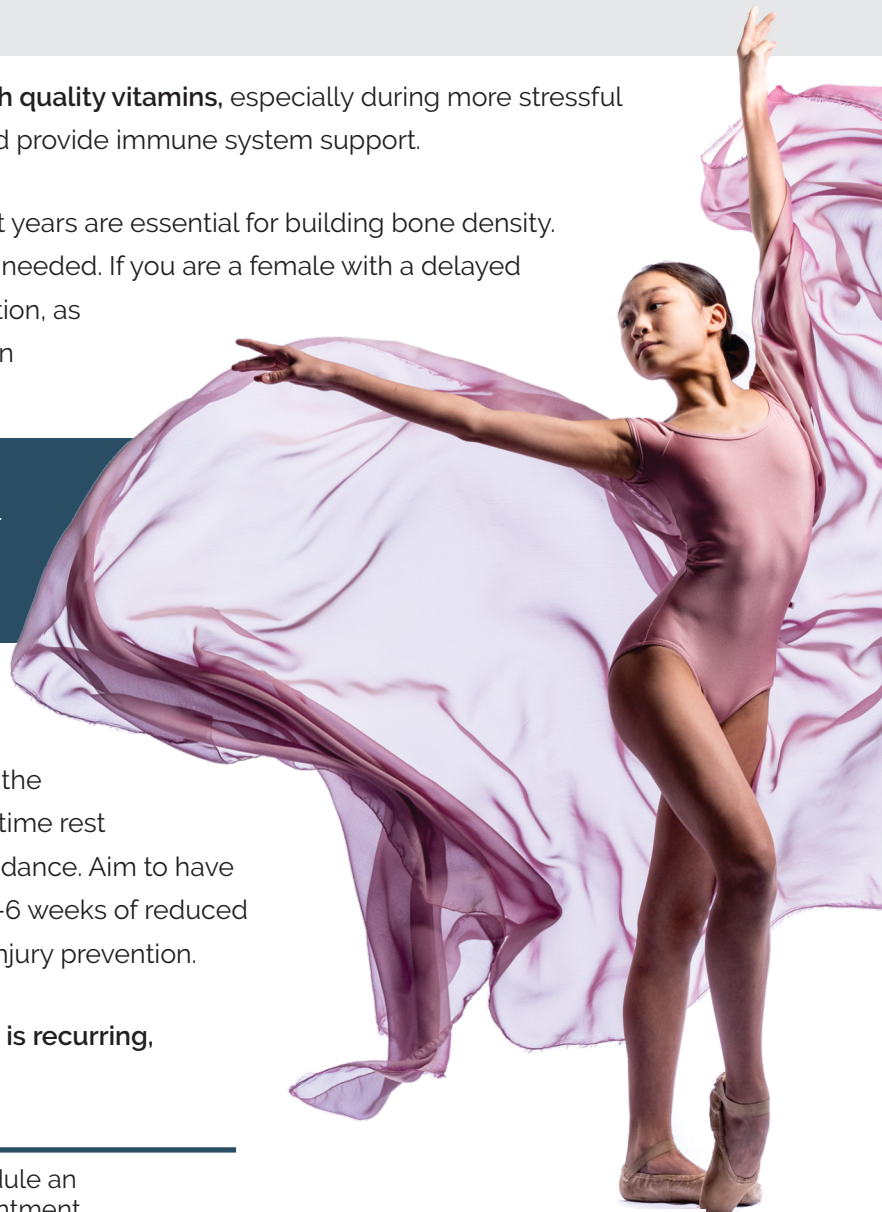 h quality vitamins, especially during more stressful
d provide immune system support.
t years are essential for building bone density.
needed. If you are a female with a delayed
tion, as
n
the
time rest
dance. Aim to have
-6 weeks of reduced
njury prevention.
is recurring,
dule an
ntment